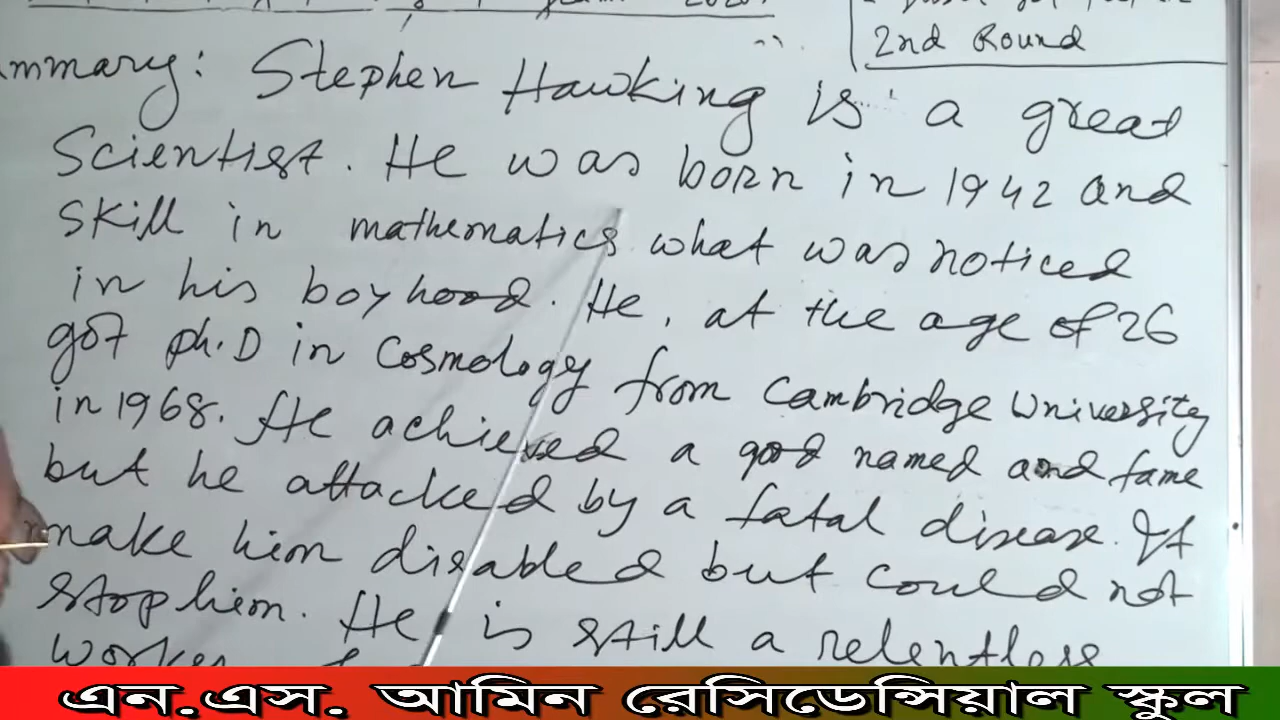 2nd Round
mmary: Stephen Hawking is a great
Scientist. He was born in 1942 and
skill in mathematics what was noticed
in his boyhood. He, at the age of 26
got ph.D in Cosmology from Cambridge University
in 1968. He achieved a good named and fame
but he attacked by a fatal disease. It
make him disabled but could not
stop him. He is still a relentless
এন.এস. আমিন রেসিডেন্সিয়াল স্কুল